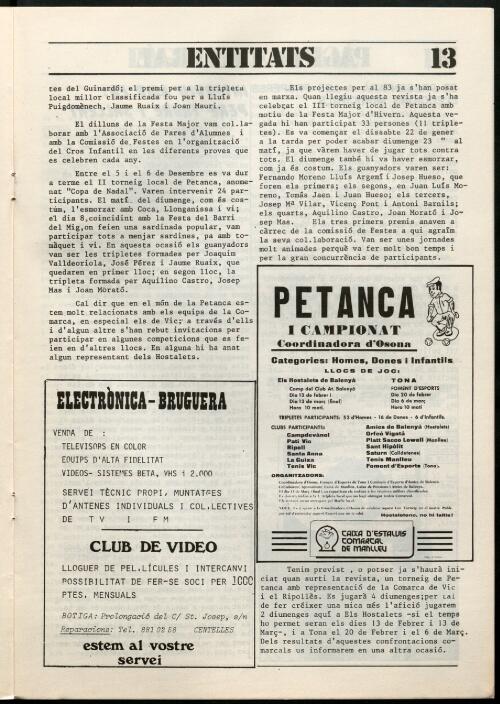 ENTITATS
13
tes del Guinardó; el premi per a la tripleta
local millor classificada fou per a Lluís
Puigdomènech, Jaume Ruaix i Joan Mauri.
El dilluns de la Festa Major vam col.la-
borar amb l'Associació de Pares d'Alumnes i
amb la Comissió de Festes en l'organització
del Cros Infantil en les diferents proves que
es celebren cada any.
Entre el 5 i el 6 de Desembre es va dur
a terme el II torneig local de Petanca, anome-
nat "Copa de Nadal". Varen intervenir 24 par-
ticipants. El matí. del diumenge, com és cos-
túm, l'esmorzar amb Coca, Llonganissa i vi;
el dia 8,coincidint amb la Festa del Barri
del Mig,on feien una sardinada popular, vam
participar tots a menjar sardines, pa amb to-
màquet i vi. En aquesta ocasió els guanyadors
van ser les tripletes formades per Joaquim
Valldeoriola, José Pérez i Jaume Ruaix, que
quedaren en primer lloc; en segon lloc, la
tripleta formada per Aquilino Castro, Josep
Mas i Joan Morató.
Cal dir que en el món de la Petanca es-
tem molt relacionats amb els equips de la Co-
marca, en especial els de Vic; a través d'ells
i d'algun altre s'han rebut invitacions per
participar en algunes competicions que es fe-
ien en d'altres llocs. En alguna hi ha anat
algun representant dels Hostalets.
ELECTRÒNICA-BRUGUERA
VENDA DE :
TELEVISORS EN COLOR
EQUIPS D'ALTA FIDELITAT
VIDEOS- SISTEMES BETA, VHS i 2.000
SERVEI TÈCNIC PROPI, MUNTATGES
D'ANTENES INDIVIDUALS I COL.LECTIVES
DE TV I FM
CLUB DE VIDEO
LLOGUER DE PEL.LÍCULES I INTERCANVI
POSSIBILITAT DE FER-SE SOCI PER 1000
PTES. MENSUALS
BOTIGA: Prolongació del C/ St. Josep, s/n
Reparacions: Tel. 881 02 58 CENTELLES
estem al vostre
servei
Els projectes per al 83 ja s'han posat
en marxa. Quan llegiu aquesta revista ja s'ha
celebrat el III torneig local de Petanca amb
motiu de la Festa Major d'Hivern. Aquesta ve-
gada hi han participat 33 persones (11 triple-
tes). Es va començar el dissabte 22 de gener
a la tarda per poder acabar diumenge 23 " al
matí, ja que vàrem haver de jugar tots contra
tots. El diumenge també hi va haver esmorzar,
com ja és costum. Els guanyadors varen ser:
Fernando Moreno Lluís Argemí i Josep Hueso, que
foren els primers; els segons, en Juan Luís Mo-
reno, Tomás Jaen i Juan Hueso; els tercers,
Josep Mª Vilar, Vicenç Pont i Antoni Barnils;
els quarts, Aquilino Castro, Joan Morató i Jo-
sep Mas. Els tres primers premis anaven a
càrrec de la comissió de Festes a qui agraïm
la seva col.laboració. Van ser unes jornades
molt animades perquè va fer molt bon temps i
per la gran concurrència de participants.
PETANCA
I CAMPIONAT
Coordinadora d'Osona
Categories: Homes, Dones i Infantils
LLOCS DE JOC:
Els Hostalets de Balenyà
Camp del Club At. Balenyà
Dia 13 de febrer i
Dia 13 de març (final)
Hora 10 matí.
TONA
FOMENT D'ESPORTS
Dia 20 de febrer
Dia 6 de març
Hora 10 matí
TRIPLETES PARTICIPANTS: 53 d'Homes - 16 de Dones - 6 d'Infantils.
CLUBS PARTICIPANTS:
Campdevànol
Pati Vic
Ripoll
Santa Anna
La Guixa
Tenis Vic
Amics de Balenyà (Hostalets)
Orfeó Vigatà
Platt Sacco Lowell (Manlleu)
Sant Hipòlit
Saturn (Calldetenes)
Tenis Manlleu
Foment d'Esports (Tona).
ORGANITZADORS:
Hostaletenc, no hi faltis!
CAIXA D'ESTALVIS
COMARCAL
DE MANLLEU
Tenim previst , o potser ja s'haurà ini-
ciat quan surti la revista, un torneig de Pe-
tanca amb representació de la Comarca de Vic
i el Ripollès. Es jugarà 4 diumenges;per tal
de fer créixer una mica més l'afició jugarem
2 diumenges aquí a Els Hostalets -si el temps
ho permet seran els dies 13 de Febrer i 13 de
Març-, i a Tona el 20 de Febrer i el 6 de Març.
Dels resultats d'aquestes confrontacions co-
marcals us informarem en una altra ocasió.